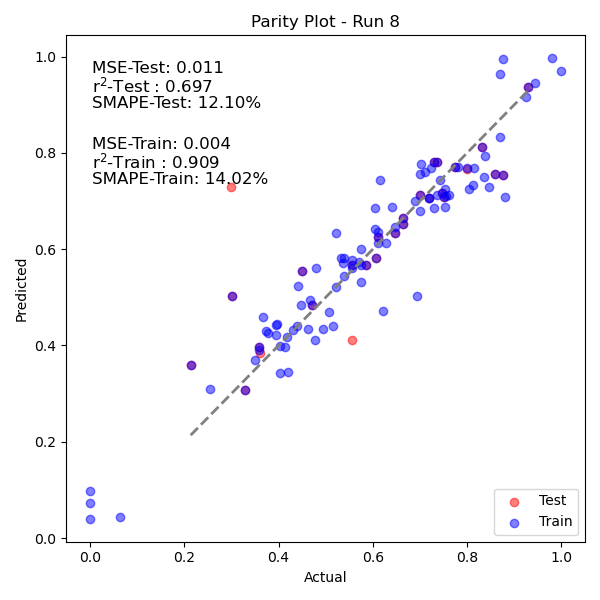 Parity Plot - Run 8
MSE-Test: 0.011
r²-Test : 0.697
SMAPE-Test: 12.10%
MSE-Train: 0.004
r²-Train : 0.909
SMAPE-Train: 14.02%
1.0
0.8
0.6
0.4
0.2
0.0
Predicted
Test
Train
0.0 0.2 0.4 0.6 0.8 1.0
Actual